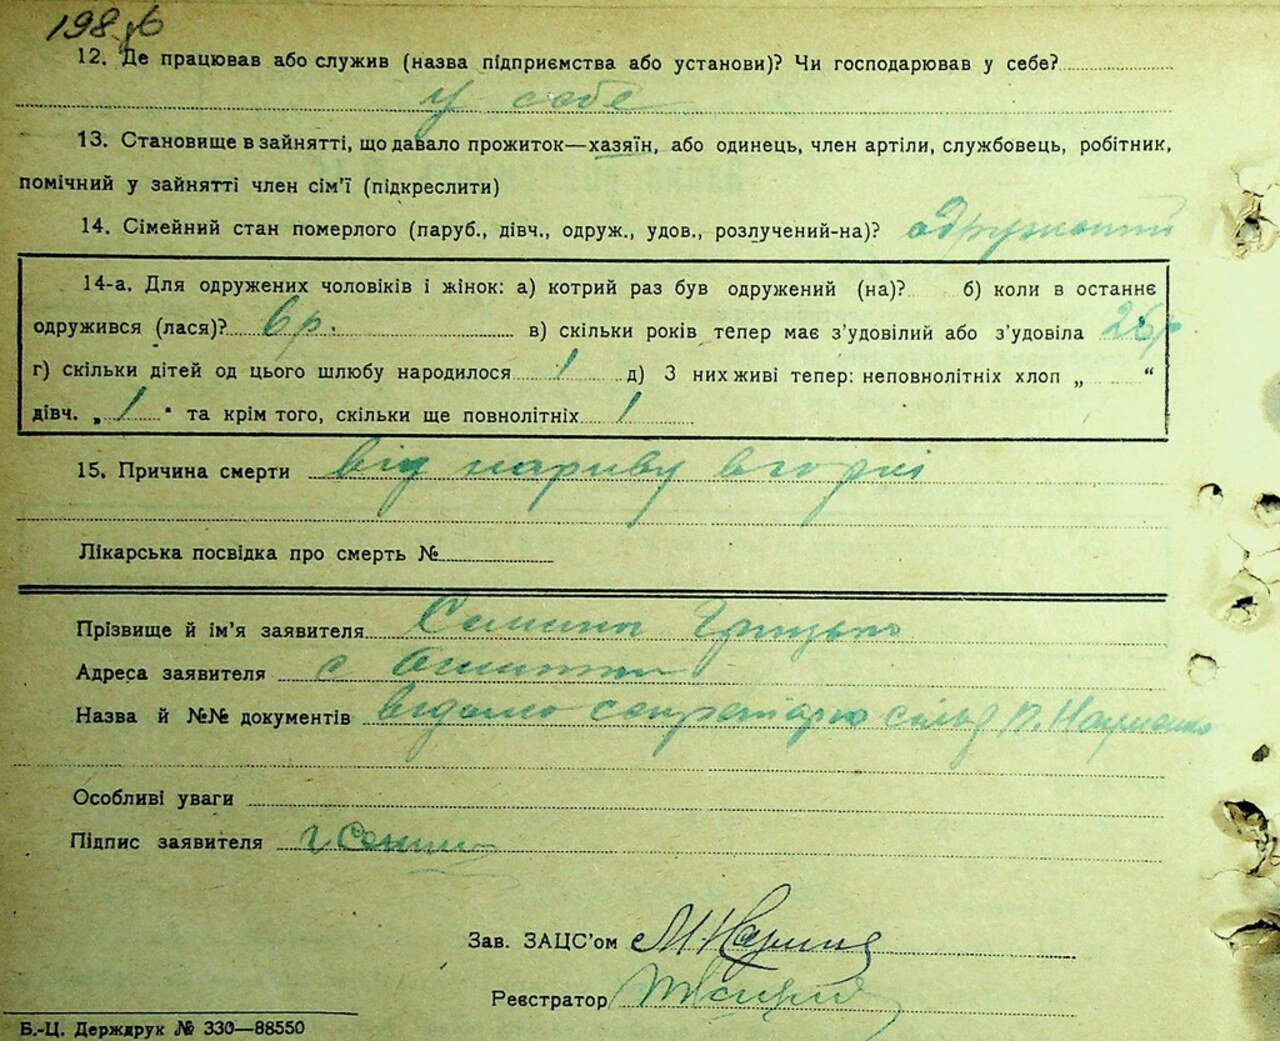 198
12. Де працював або служив (назва підприємства або установи)? Чи господарював у себе?
у себе
13. Становище в зайнятті, що давало прожиток—хазяїн, або одинець, член артіли, службовець, робітник,
помічний у зайнятті член сім'ї (підкреслити)
14. Сімейний стан померлого (паруб., дівч., одруж., удов., розлучений-на)? одружений
14-а. Для одружених чоловіків і жінок: а) котрий раз був одружений (на)? б) коли в останнє
одружився (лася)? 6 р. в) скільки років тепер має з'удовілий або з'удовіла 26 р.
г) скільки дітей од цього шлюбу народилося 1 д) З них живі тепер: неповнолітніх хлоп „ “
дівч. „ 1 “ та крім того, скільки ще повнолітніх 1
15. Причина смерти від нариву в горлі
Лікарська посвідка про смерть №
Прізвище й ім'я заявителя Грицько
Адреса заявителя с
Назва й №№ документів відомо секретарю сільр Науменко
Особливі уваги
Підпис заявителя Г
Зав. ЗАЦС'ом М
Реєстратор
Б.-Ц. Держдрук № 330—88550